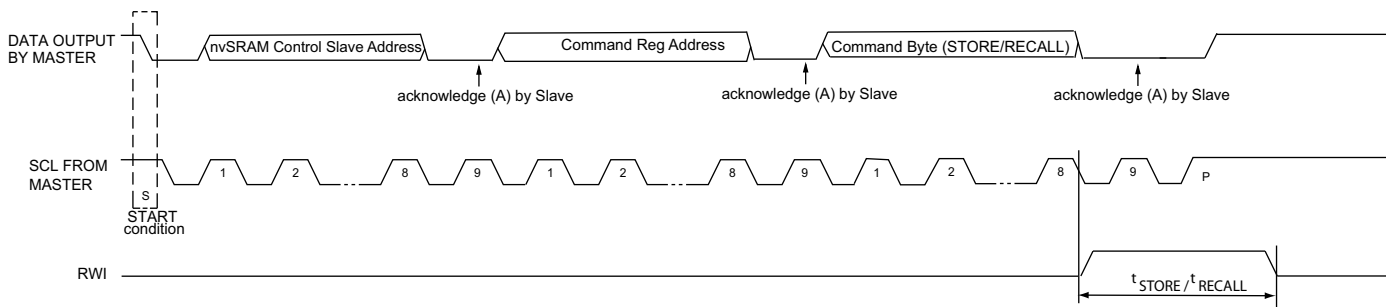 DATA OUTPUT
BY MASTER
nvSRAM Control Slave Address
Command Reg Address
Command Byte (STORE/RECALL)
acknowledge (A) by Slave
acknowledge (A) by Slave
acknowledge (A) by Slave
SCL FROM
MASTER
1 2 8 9 1 2 8 9 1 2 8 9 P
S
START
condition
RWI
tSTORE / tRECALL